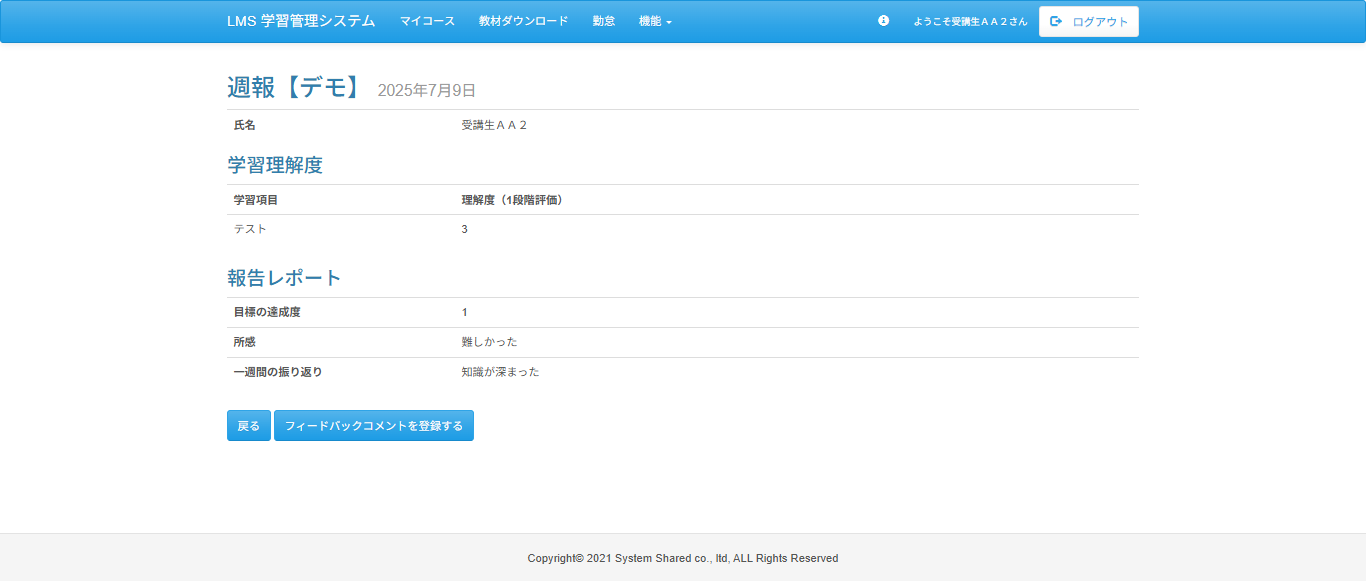 LMS 学習管理システム マイコース 教材ダウンロード 勤怠 機能 ようこそ受講生ＡＡ２さん ログアウト
週報【デモ】 2025年7月9日
氏名 受講生ＡＡ２
学習理解度
学習項目 理解度（1段階評価）
テスト 3
報告レポート
目標の達成度 1
所感 難しかった
一週間の振り返り 知識が深まった
戻る フィードバックコメントを登録する
Copyright© 2021 System Shared co., ltd, ALL Rights Reserved